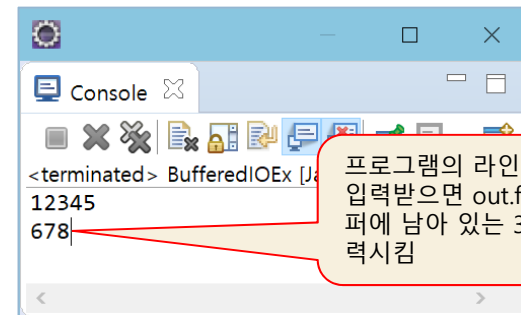 Console
<terminated> BufferedIOEx [Ja
12345
678
프로그램의 라인
입력받으면 out.f
퍼에 남아 있는 3
력시킴